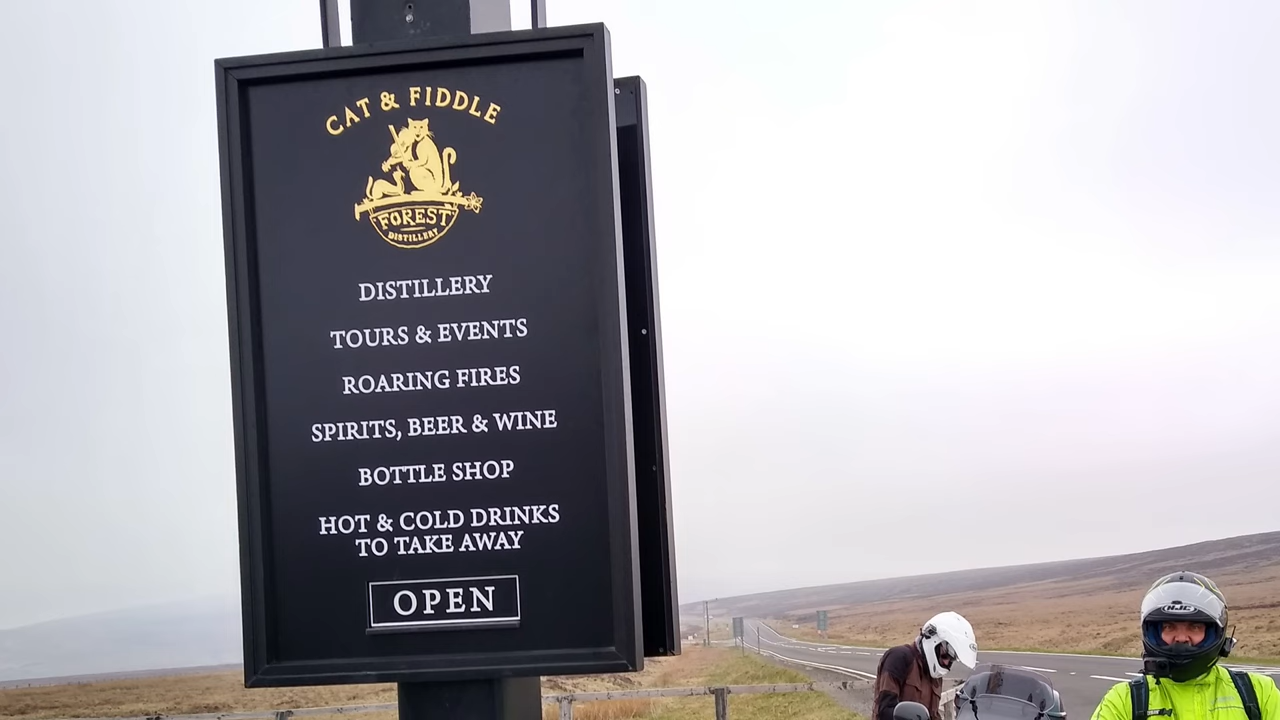 CAT & FIDDLE
FOREST
DISTILLERY
DISTILLERY
TOURS & EVENTS
ROARING FIRES
SPIRITS, BEER & WINE
BOTTLE SHOP
HOT & COLD DRINKS
TO TAKE AWAY
OPEN
HJC